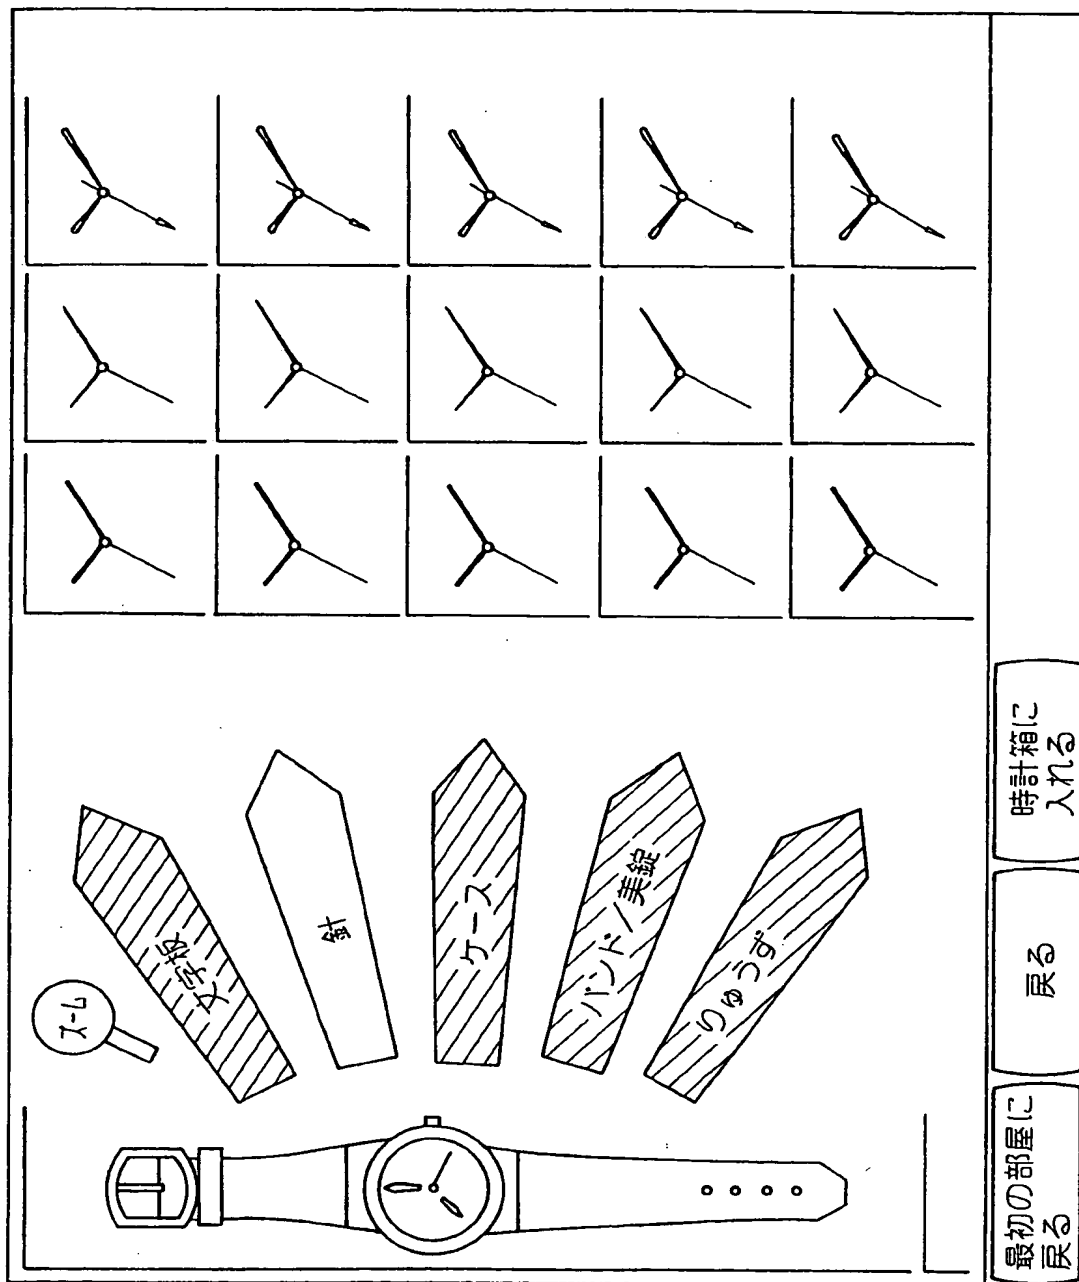 ズーム
文字板
針
ケース
バンド/美錠
りゅうず
最初の部屋に
戻る
戻る
時計箱に
入れる